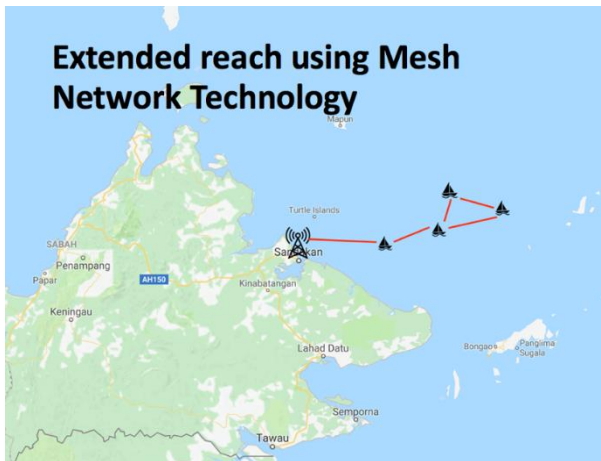 Extended reach using Mesh
Network Technology
Mapun
Turtle Islands
SABAH
Penampang
Papar
AH150
Kinabatangan
Keningau
Lahad Datu
Bongao
Panglima
Sugala
Semporna
Tawau